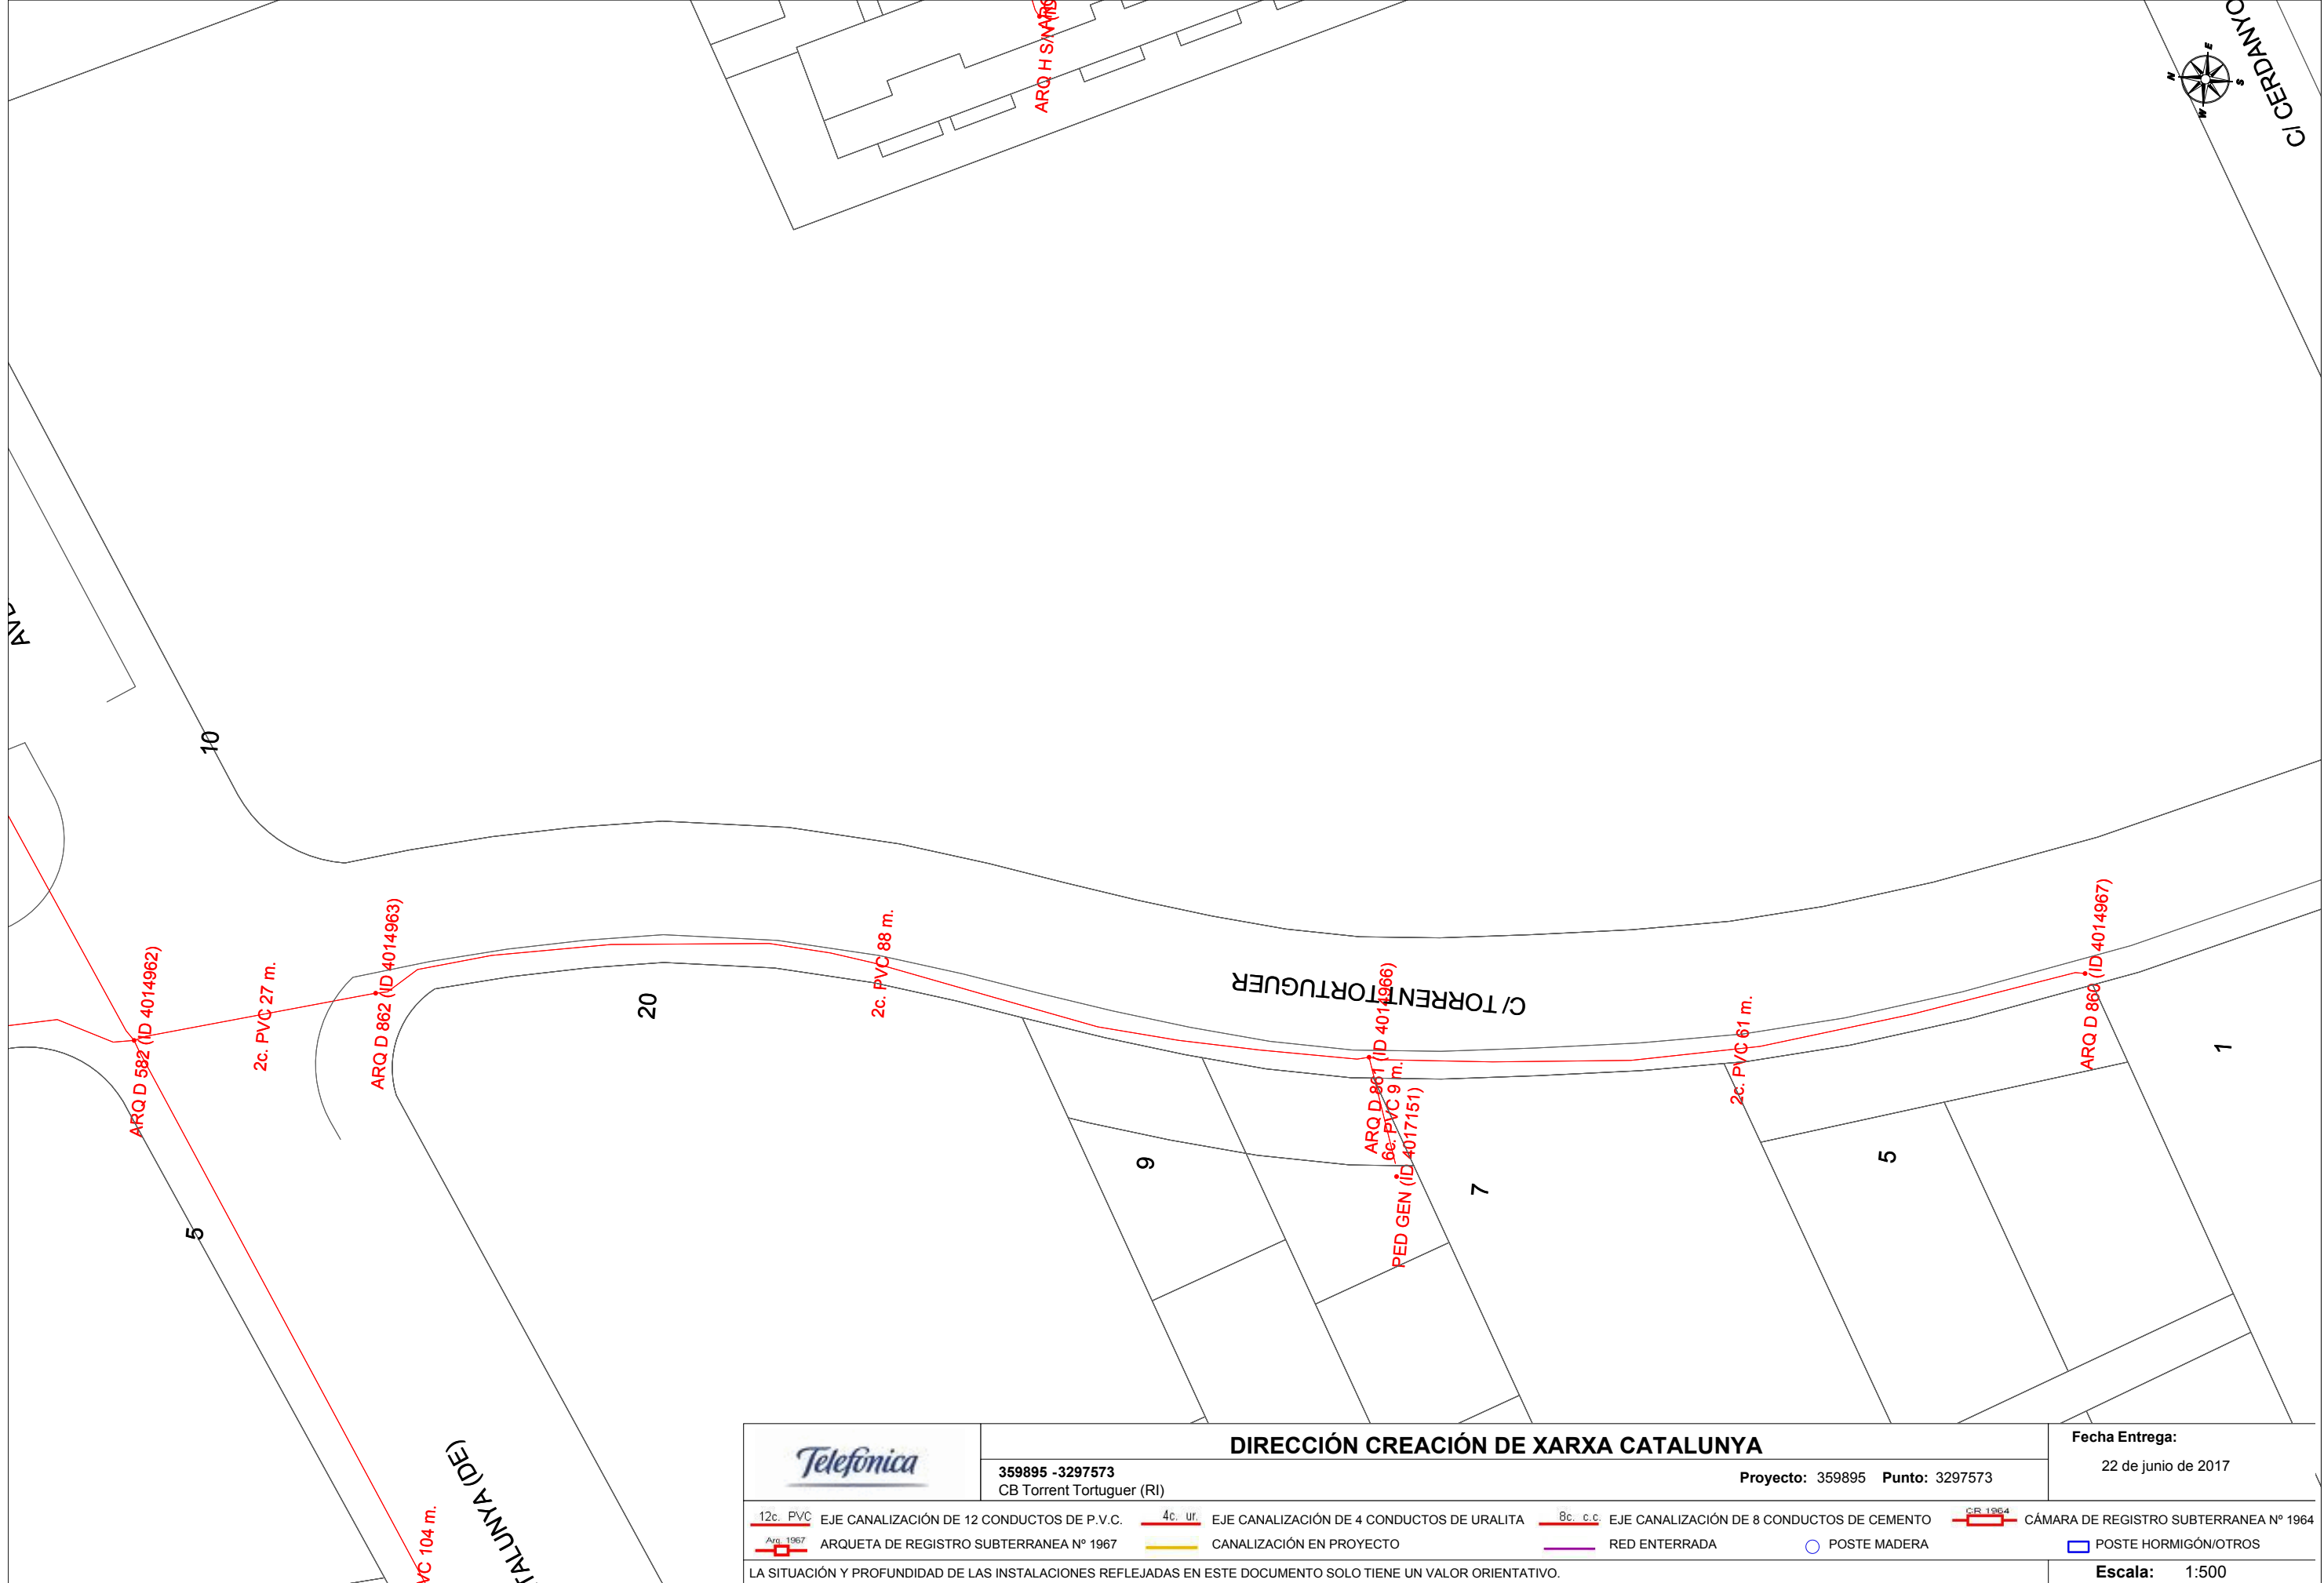 ARQ H S/N
C/ CERDANYO
N
E
S
W
10
ARQ D 582 (ID 4014962)
2c. PVC 27 m.
ARQ D 862 (ID 4014963)
20
2c. PVC 88 m.
C/ TORRENT TORTUGUER
ARQ D 861 (ID 4014966)
6c. PVC 9 m.
PED GEN (ID 4017151)
2c. PVC 61 m.
ARQ D 860 (ID 4014967)
1
9
7
5
5
TALUNYA (DE)
VC 104 m.
Telefónica
DIRECCIÓN CREACIÓN DE XARXA CATALUNYA
359895 -3297573
CB Torrent Tortuguer (RI)
Proyecto: 359895 Punto: 3297573
Fecha Entrega:
22 de junio de 2017
12c. PVC EJE CANALIZACIÓN DE 12 CONDUCTOS DE P.V.C.
4c. ur. EJE CANALIZACIÓN DE 4 CONDUCTOS DE URALITA
8c. c.c. EJE CANALIZACIÓN DE 8 CONDUCTOS DE CEMENTO
CR 1964 CÁMARA DE REGISTRO SUBTERRANEA Nº 1964
Arq. 1967 ARQUETA DE REGISTRO SUBTERRANEA Nº 1967
CANALIZACIÓN EN PROYECTO
RED ENTERRADA
POSTE MADERA
POSTE HORMIGÓN/OTROS
LA SITUACIÓN Y PROFUNDIDAD DE LAS INSTALACIONES REFLEJADAS EN ESTE DOCUMENTO SOLO TIENE UN VALOR ORIENTATIVO.
Escala: 1:500